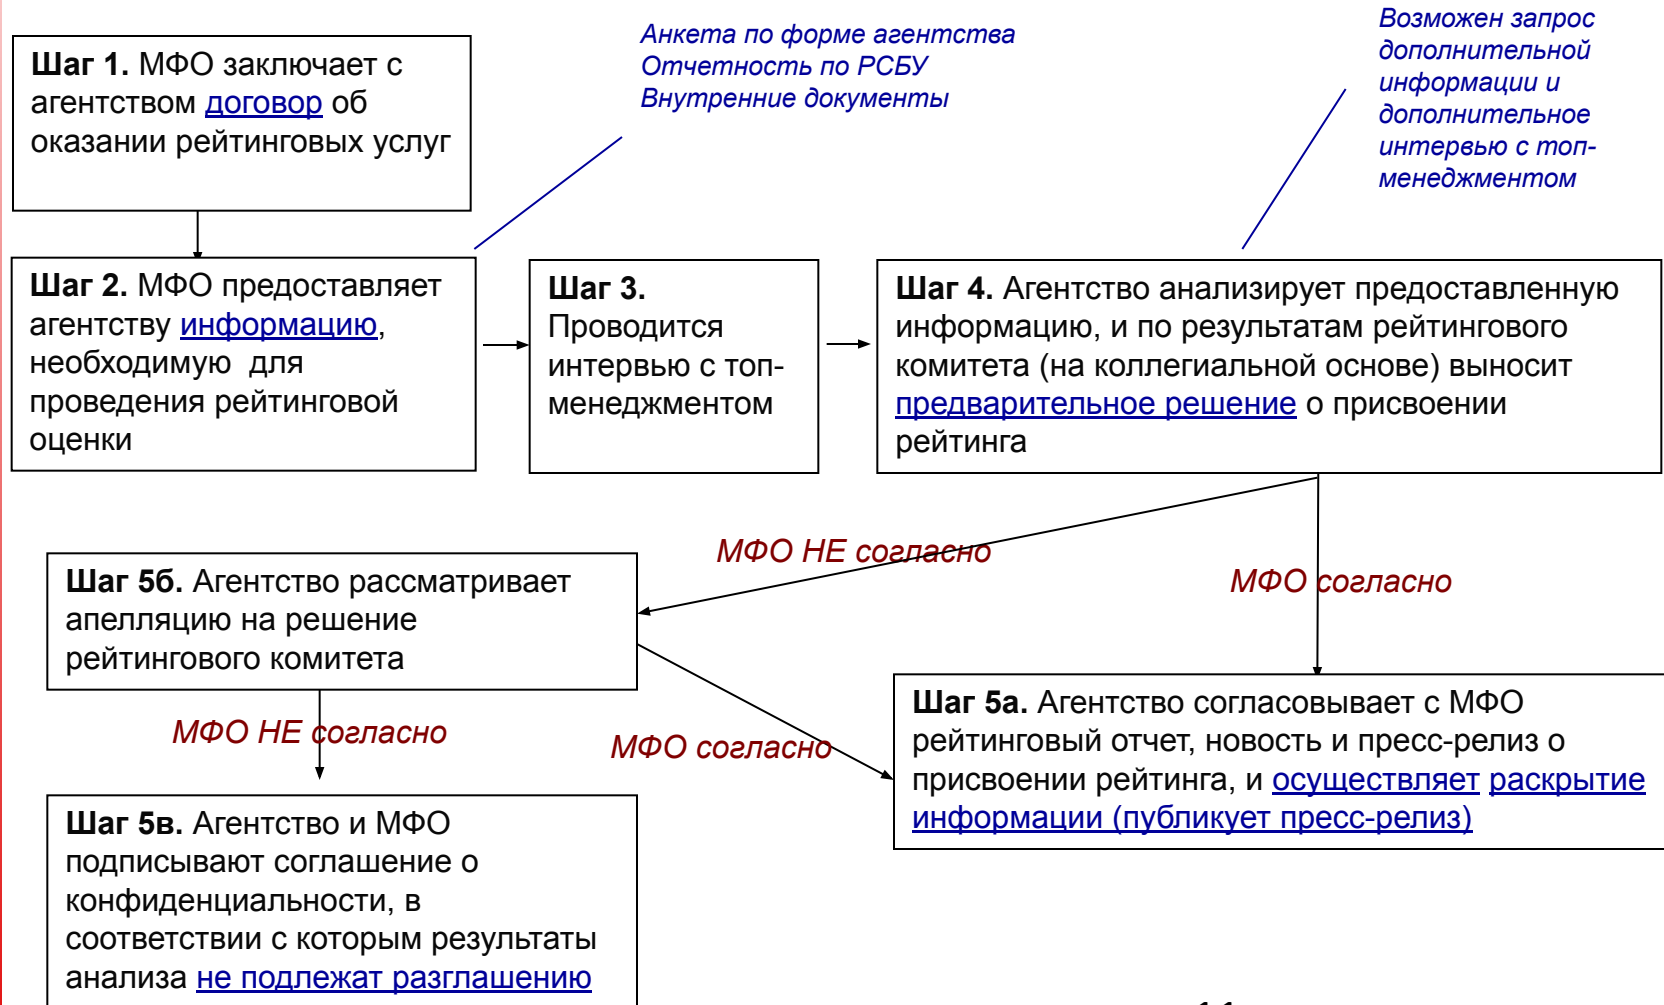 Шаг 1. МФО заключает с
агентством договор об
оказании рейтинговых услуг
Анкета по форме агентства
Отчетность по РСБУ
Внутренние документы
Возможен запрос
дополнительной
информации и
дополнительное
интервью с топ-
менеджментом
Шаг 2. МФО предоставляет
агентству информацию,
необходимую для
проведения рейтинговой
оценки
Шаг 3.
Проводится
интервью с топ-
менеджментом
Шаг 4. Агентство анализирует предоставленную
информацию, и по результатам рейтингового
комитета (на коллегиальной основе) выносит
предварительное решение о присвоении
рейтинга
МФО НЕ согласно
МФО согласно
Шаг 5б. Агентство рассматривает
апелляцию на решение
рейтингового комитета
МФО НЕ согласно
МФО согласно
Шаг 5а. Агентство согласовывает с МФО
рейтинговый отчет, новость и пресс-релиз о
присвоении рейтинга, и осуществляет раскрытие
информации (публикует пресс-релиз)
Шаг 5в. Агентство и МФО
подписывают соглашение о
конфиденциальности, в
соответствии с которым результаты
анализа не подлежат разглашению